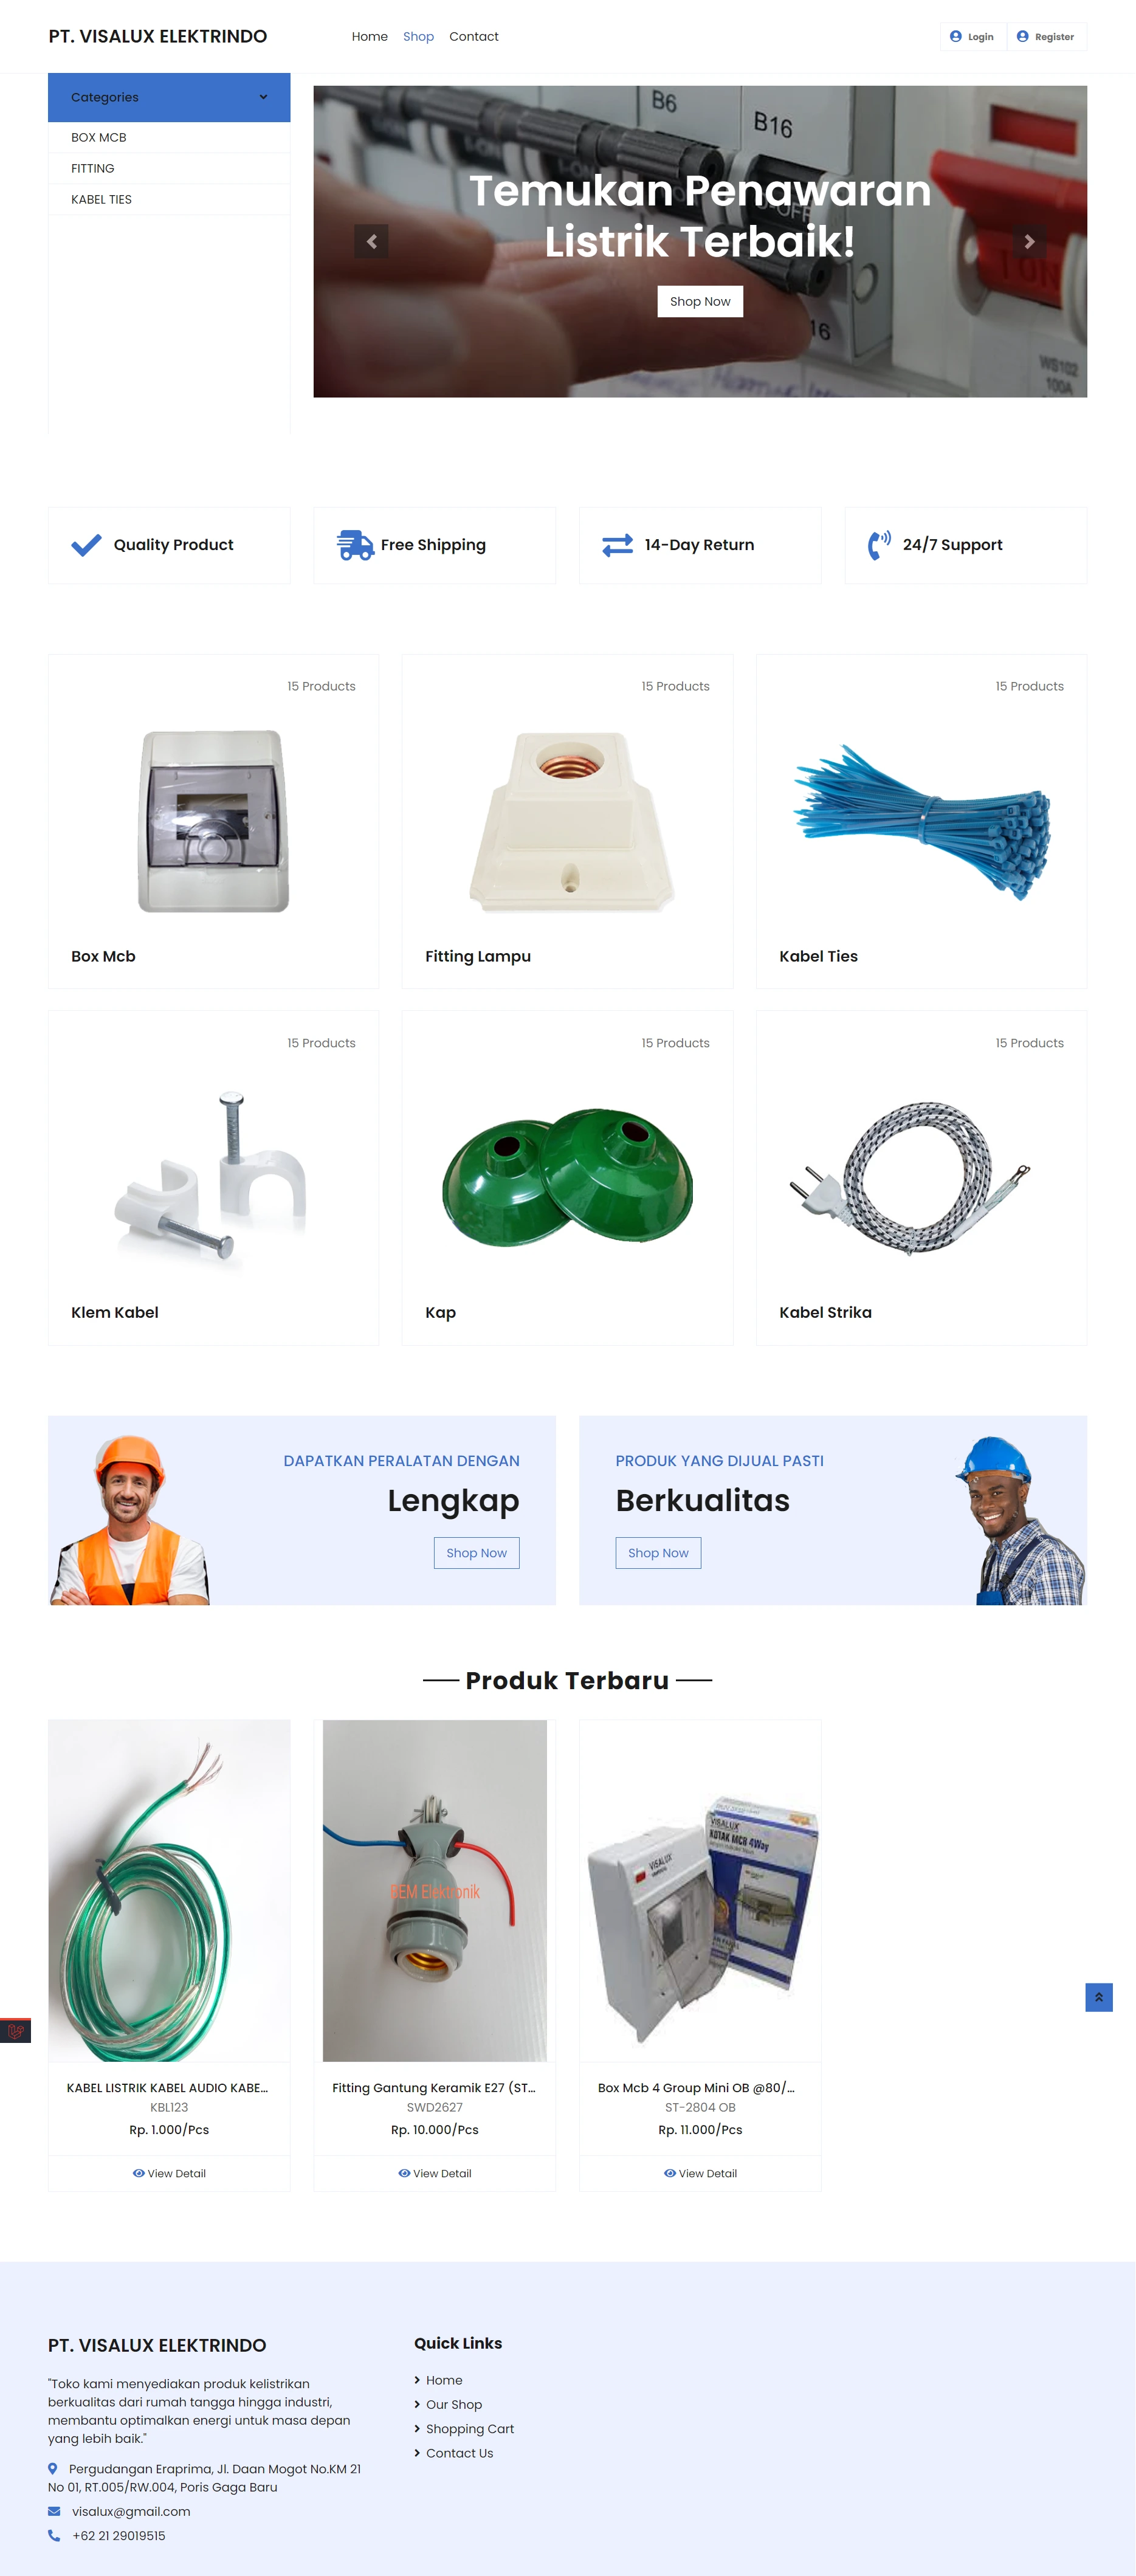 PT. VISALUX ELEKTRINDO
Home Shop Contact
Login Register
Categories
BOX MCB
FITTING
KABEL TIES
B6
B16
Temukan Penawaran
Listrik Terbaik!
Shop Now
16
WS102
100A
Quality Product
Free Shipping
14-Day Return
24/7 Support
15 Products
15 Products
15 Products
Box Mcb
Fitting Lampu
Kabel Ties
15 Products
15 Products
15 Products
Klem Kabel
Kap
Kabel Strika
DAPATKAN PERALATAN DENGAN
Lengkap
Shop Now
PRODUK YANG DIJUAL PASTI
Berkualitas
Shop Now
Produk Terbaru
BEM Elektronik
VISALUX
VISALUX
KOTAK MCB 4Way
KABEL LISTRIK KABEL AUDIO KABE...
KBL123
Rp. 1.000/Pcs
View Detail
Fitting Gantung Keramik E27 (ST...
SWD2627
Rp. 10.000/Pcs
View Detail
Box Mcb 4 Group Mini OB @80/...
ST-2804 OB
Rp. 11.000/Pcs
View Detail
PT. VISALUX ELEKTRINDO
"Toko kami menyediakan produk kelistrikan
berkualitas dari rumah tangga hingga industri,
membantu optimalkan energi untuk masa depan
yang lebih baik."
Pergudangan Eraprima, Jl. Daan Mogot No.KM 21
No 01, RT.005/RW.004, Poris Gaga Baru
visalux@gmail.com
+62 21 29019515
Quick Links
Home
Our Shop
Shopping Cart
Contact Us